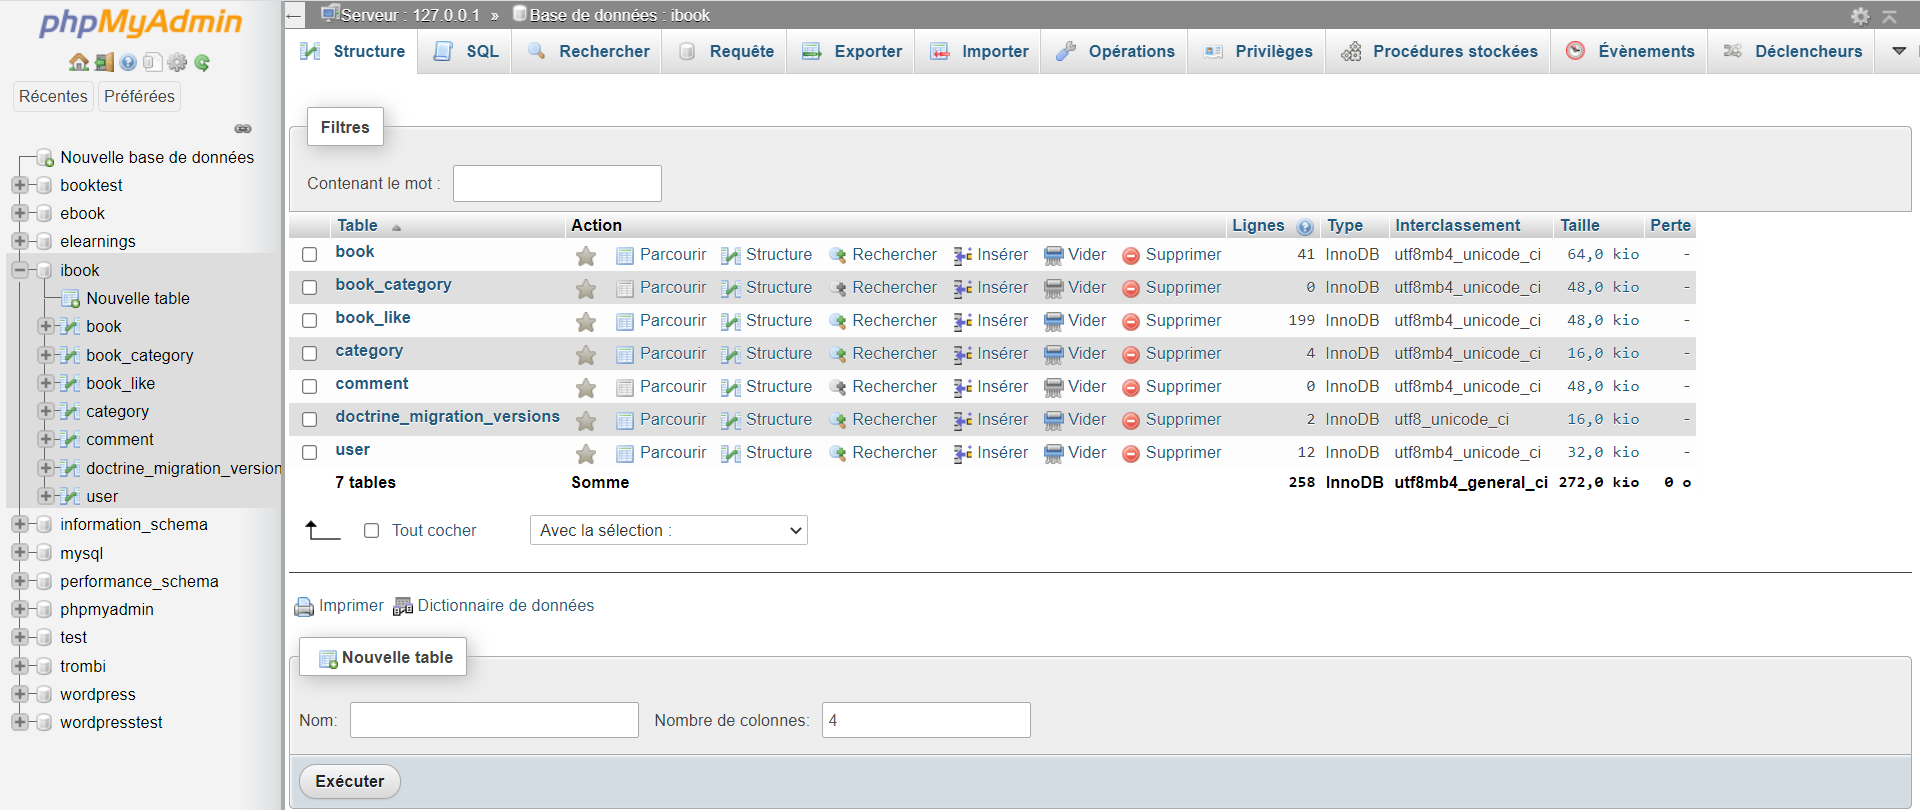 phpMyAdmin
Récentes Préférées
Nouvelle base de données
booktest
ebook
elearnings
ibook
Nouvelle table
book
book_category
book_like
category
comment
doctrine_migration_version
user
information_schema
mysql
performance_schema
phpmyadmin
test
trombi
wordpress
wordpresstest
Serveur : 127.0.0.1 » Base de données : ibook
Structure SQL Rechercher Requête Exporter Importer Opérations Privilèges Procédures stockées Évènements Déclencheurs
Filtres
Contenant le mot :
Table Action Lignes Type Interclassement Taille Perte
book Parcourir Structure Rechercher Insérer Vider Supprimer 41 InnoDB utf8mb4_unicode_ci 64,0 kio -
book_category Parcourir Structure Rechercher Insérer Vider Supprimer 0 InnoDB utf8mb4_unicode_ci 48,0 kio -
book_like Parcourir Structure Rechercher Insérer Vider Supprimer 199 InnoDB utf8mb4_unicode_ci 48,0 kio -
category Parcourir Structure Rechercher Insérer Vider Supprimer 4 InnoDB utf8mb4_unicode_ci 16,0 kio -
comment Parcourir Structure Rechercher Insérer Vider Supprimer 0 InnoDB utf8mb4_unicode_ci 48,0 kio -
doctrine_migration_versions Parcourir Structure Rechercher Insérer Vider Supprimer 2 InnoDB utf8_unicode_ci 16,0 kio -
user Parcourir Structure Rechercher Insérer Vider Supprimer 12 InnoDB utf8mb4_unicode_ci 32,0 kio -
7 tables Somme 258 InnoDB utf8mb4_general_ci 272,0 kio 0 o
Tout cocher Avec la sélection :
Imprimer Dictionnaire de données
Nouvelle table
Nom: Nombre de colonnes: 4
Exécuter